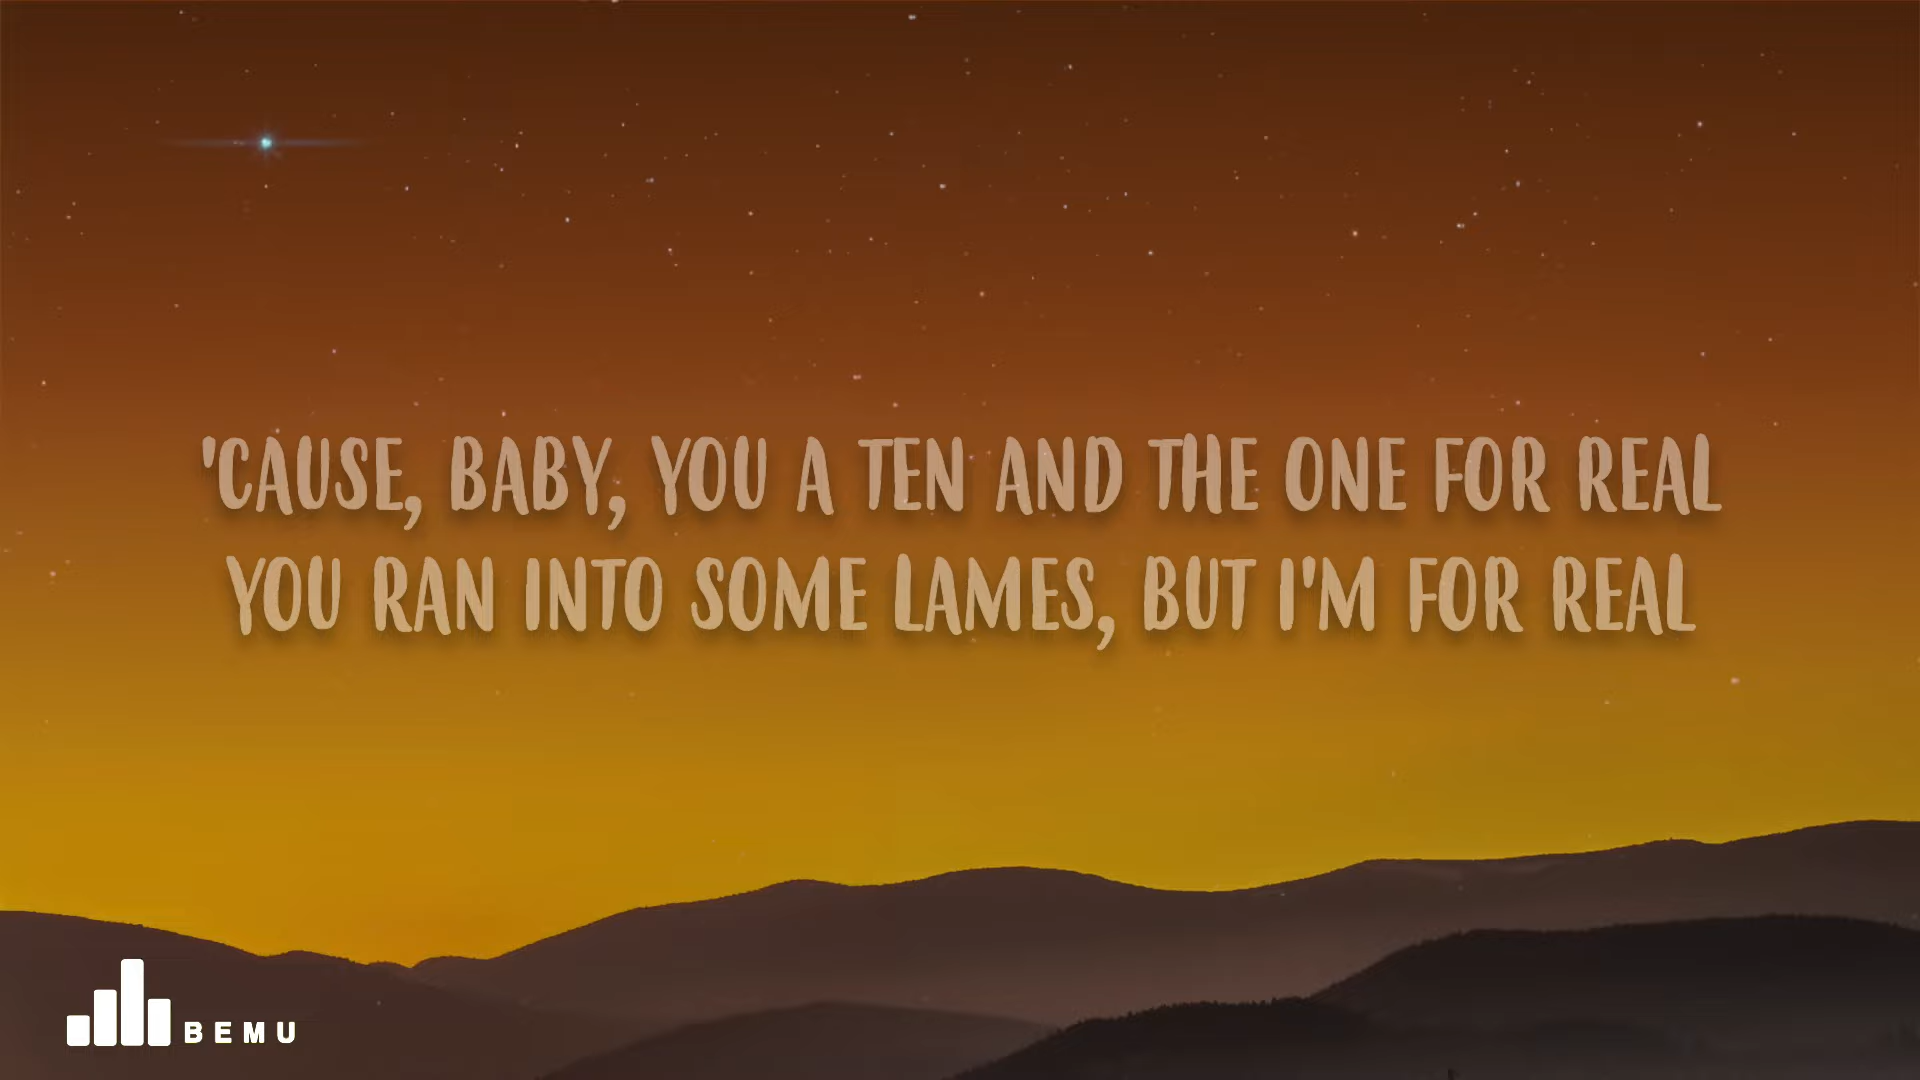 'CAUSE, BABY, YOU A TEN AND THE ONE FOR REAL
YOU RAN INTO SOME LAMES, BUT I'M FOR REAL
BEMU